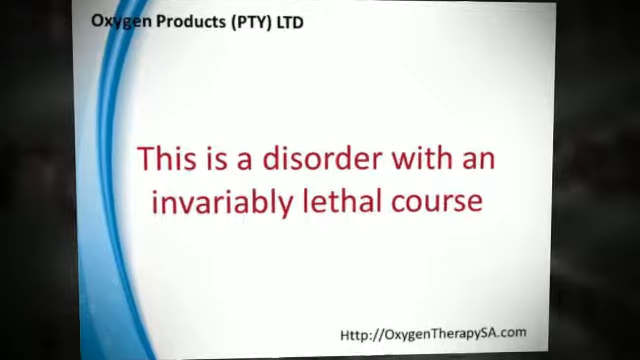 Oxygen Products (PTY) LTD
This is a disorder with an
invariably lethal course
Http://OxygenTherapySA.com